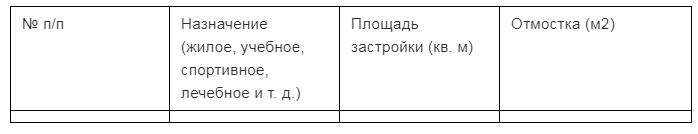 № п/п
Назначение
(жилое, учебное,
спортивное,
лечебное и т. д.)
Площадь
застройки (кв. м)
Отмостка (м2)